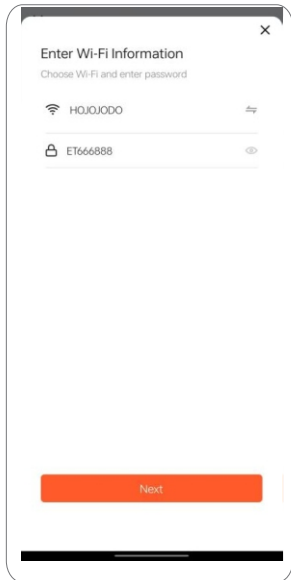 Enter Wi-Fi Information
Choose Wi-Fi and enter password
HOJOJODO
ET666888
Next